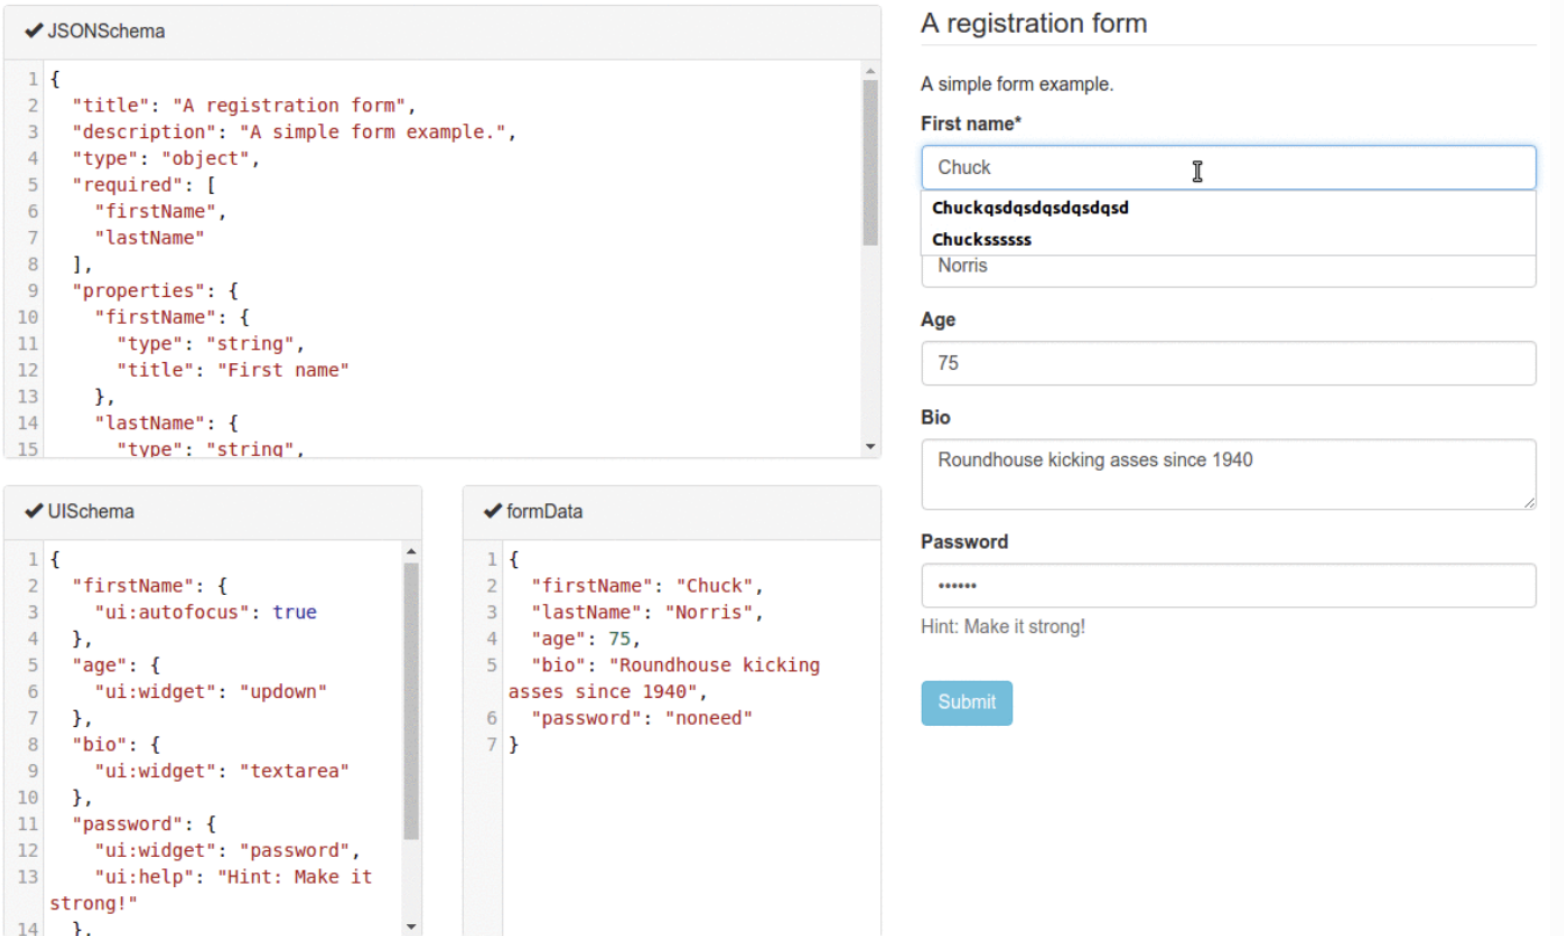 JSONSchema
1 {
2 "title": "A registration form",
3 "description": "A simple form example.",
4 "type": "object",
5 "required": [
6 "firstName",
7 "lastName"
8 ],
9 "properties": {
10 "firstName": {
11 "type": "string",
12 "title": "First name"
13 },
14 "lastName": {
15 "type": "string",
UISchema
1 {
2 "firstName": {
3 "ui:autofocus": true
4 },
5 "age": {
6 "ui:widget": "updown"
7 },
8 "bio": {
9 "ui:widget": "textarea"
10 },
11 "password": {
12 "ui:widget": "password",
13 "ui:help": "Hint: Make it
strong!"
14 },
formData
1 {
2 "firstName": "Chuck",
3 "lastName": "Norris",
4 "age": 75,
5 "bio": "Roundhouse kicking
asses since 1940",
6 "password": "noneed"
7 }
A registration form
A simple form example.
First name*
Chuck
Chuckqsdqsdqsdqsdqsd
Chuckssssss
Norris
Age
75
Bio
Roundhouse kicking asses since 1940
Password
••••••
Hint: Make it strong!
Submit